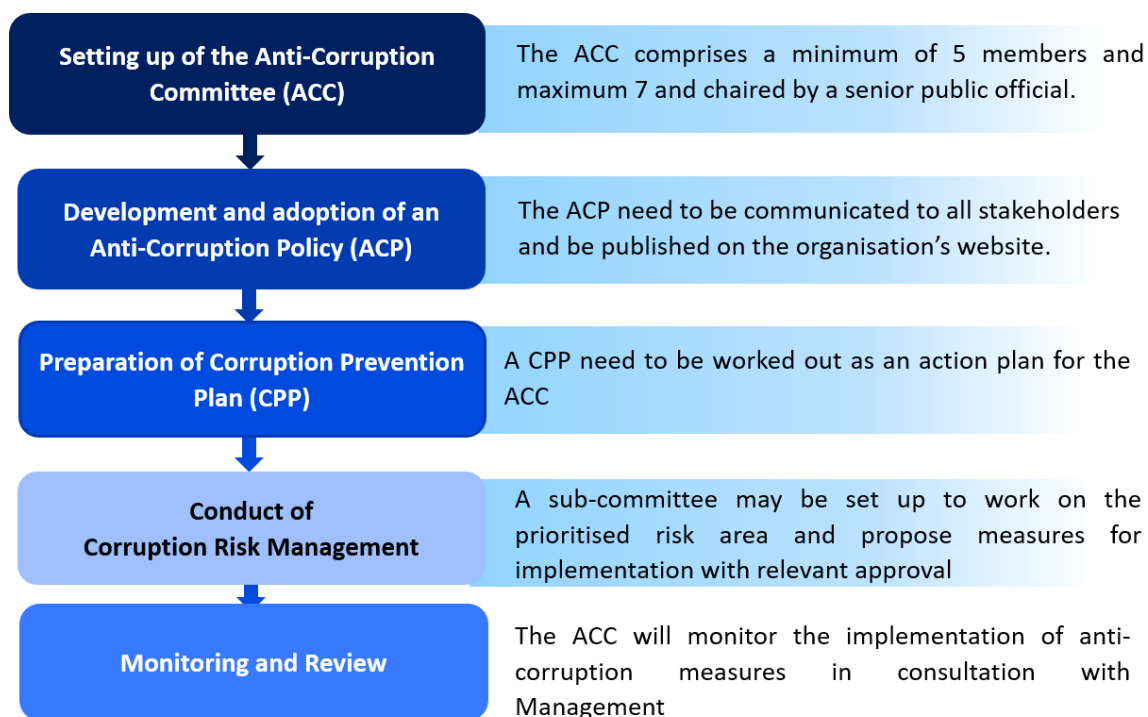 Setting up of the Anti-Corruption
Committee (ACC)
The ACC comprises a minimum of 5 members and
maximum 7 and chaired by a senior public official.
Development and adoption of an
Anti-Corruption Policy (ACP)
The ACP need to be communicated to all stakeholders
and be published on the organisation’s website.
Preparation of Corruption Prevention
Plan (CPP)
A CPP need to be worked out as an action plan for the
ACC
Conduct of
Corruption Risk Management
A sub-committee may be set up to work on the
prioritised risk area and propose measures for
implementation with relevant approval
Monitoring and Review
The ACC will monitor the implementation of anti-
corruption measures in consultation with
Management